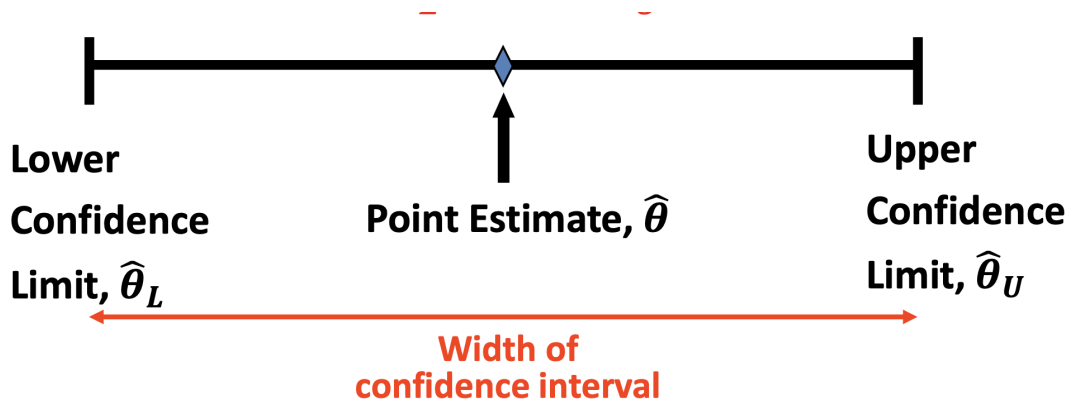 Lower
Confidence
Limit, θ̂_L
Point Estimate, θ̂
Upper
Confidence
Limit, θ̂_U
Width of
confidence interval